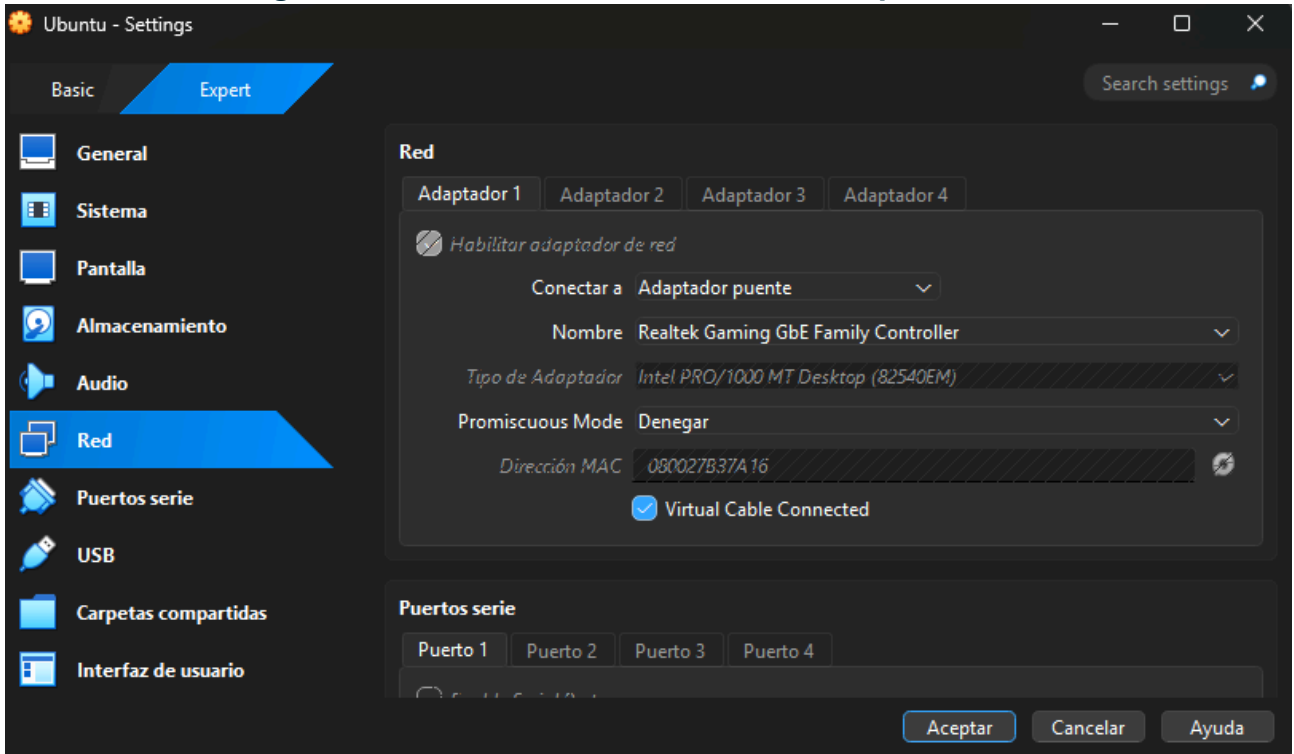 Ubuntu - Settings
Basic
Expert
Search settings
General
Sistema
Pantalla
Almacenamiento
Audio
Red
Puertos serie
USB
Carpetas compartidas
Interfaz de usuario
Red
Adaptador 1
Adaptador 2
Adaptador 3
Adaptador 4
Habilitar adaptador de red
Conectar a Adaptador puente
Nombre Realtek Gaming GbE Family Controller
Tipo de Adaptador Intel PRO/1000 MT Desktop (82540EM)
Promiscuous Mode Denegar
Dirección MAC 080027B37A16
Virtual Cable Connected
Puertos serie
Puerto 1
Puerto 2
Puerto 3
Puerto 4
Aceptar
Cancelar
Ayuda